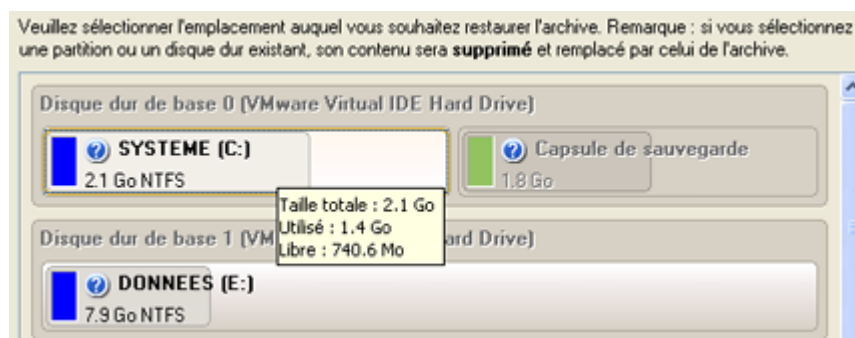 Veuillez sélectionner l'emplacement auquel vous souhaitez restaurer l'archive. Remarque : si vous sélectionnez
une partition ou un disque dur existant, son contenu sera supprimé et remplacé par celui de l'archive.
Disque dur de base 0 (VMware Virtual IDE Hard Drive)
SYSTEME (C:)
2.1 Go NTFS
Capsule de sauvegarde
1.8 Go
Taille totale : 2.1 Go
Utilisé : 1.4 Go
Libre : 740.6 Mo
Disque dur de base 1 (VM ard Drive)
DONNEES (E:)
7.9 Go NTFS